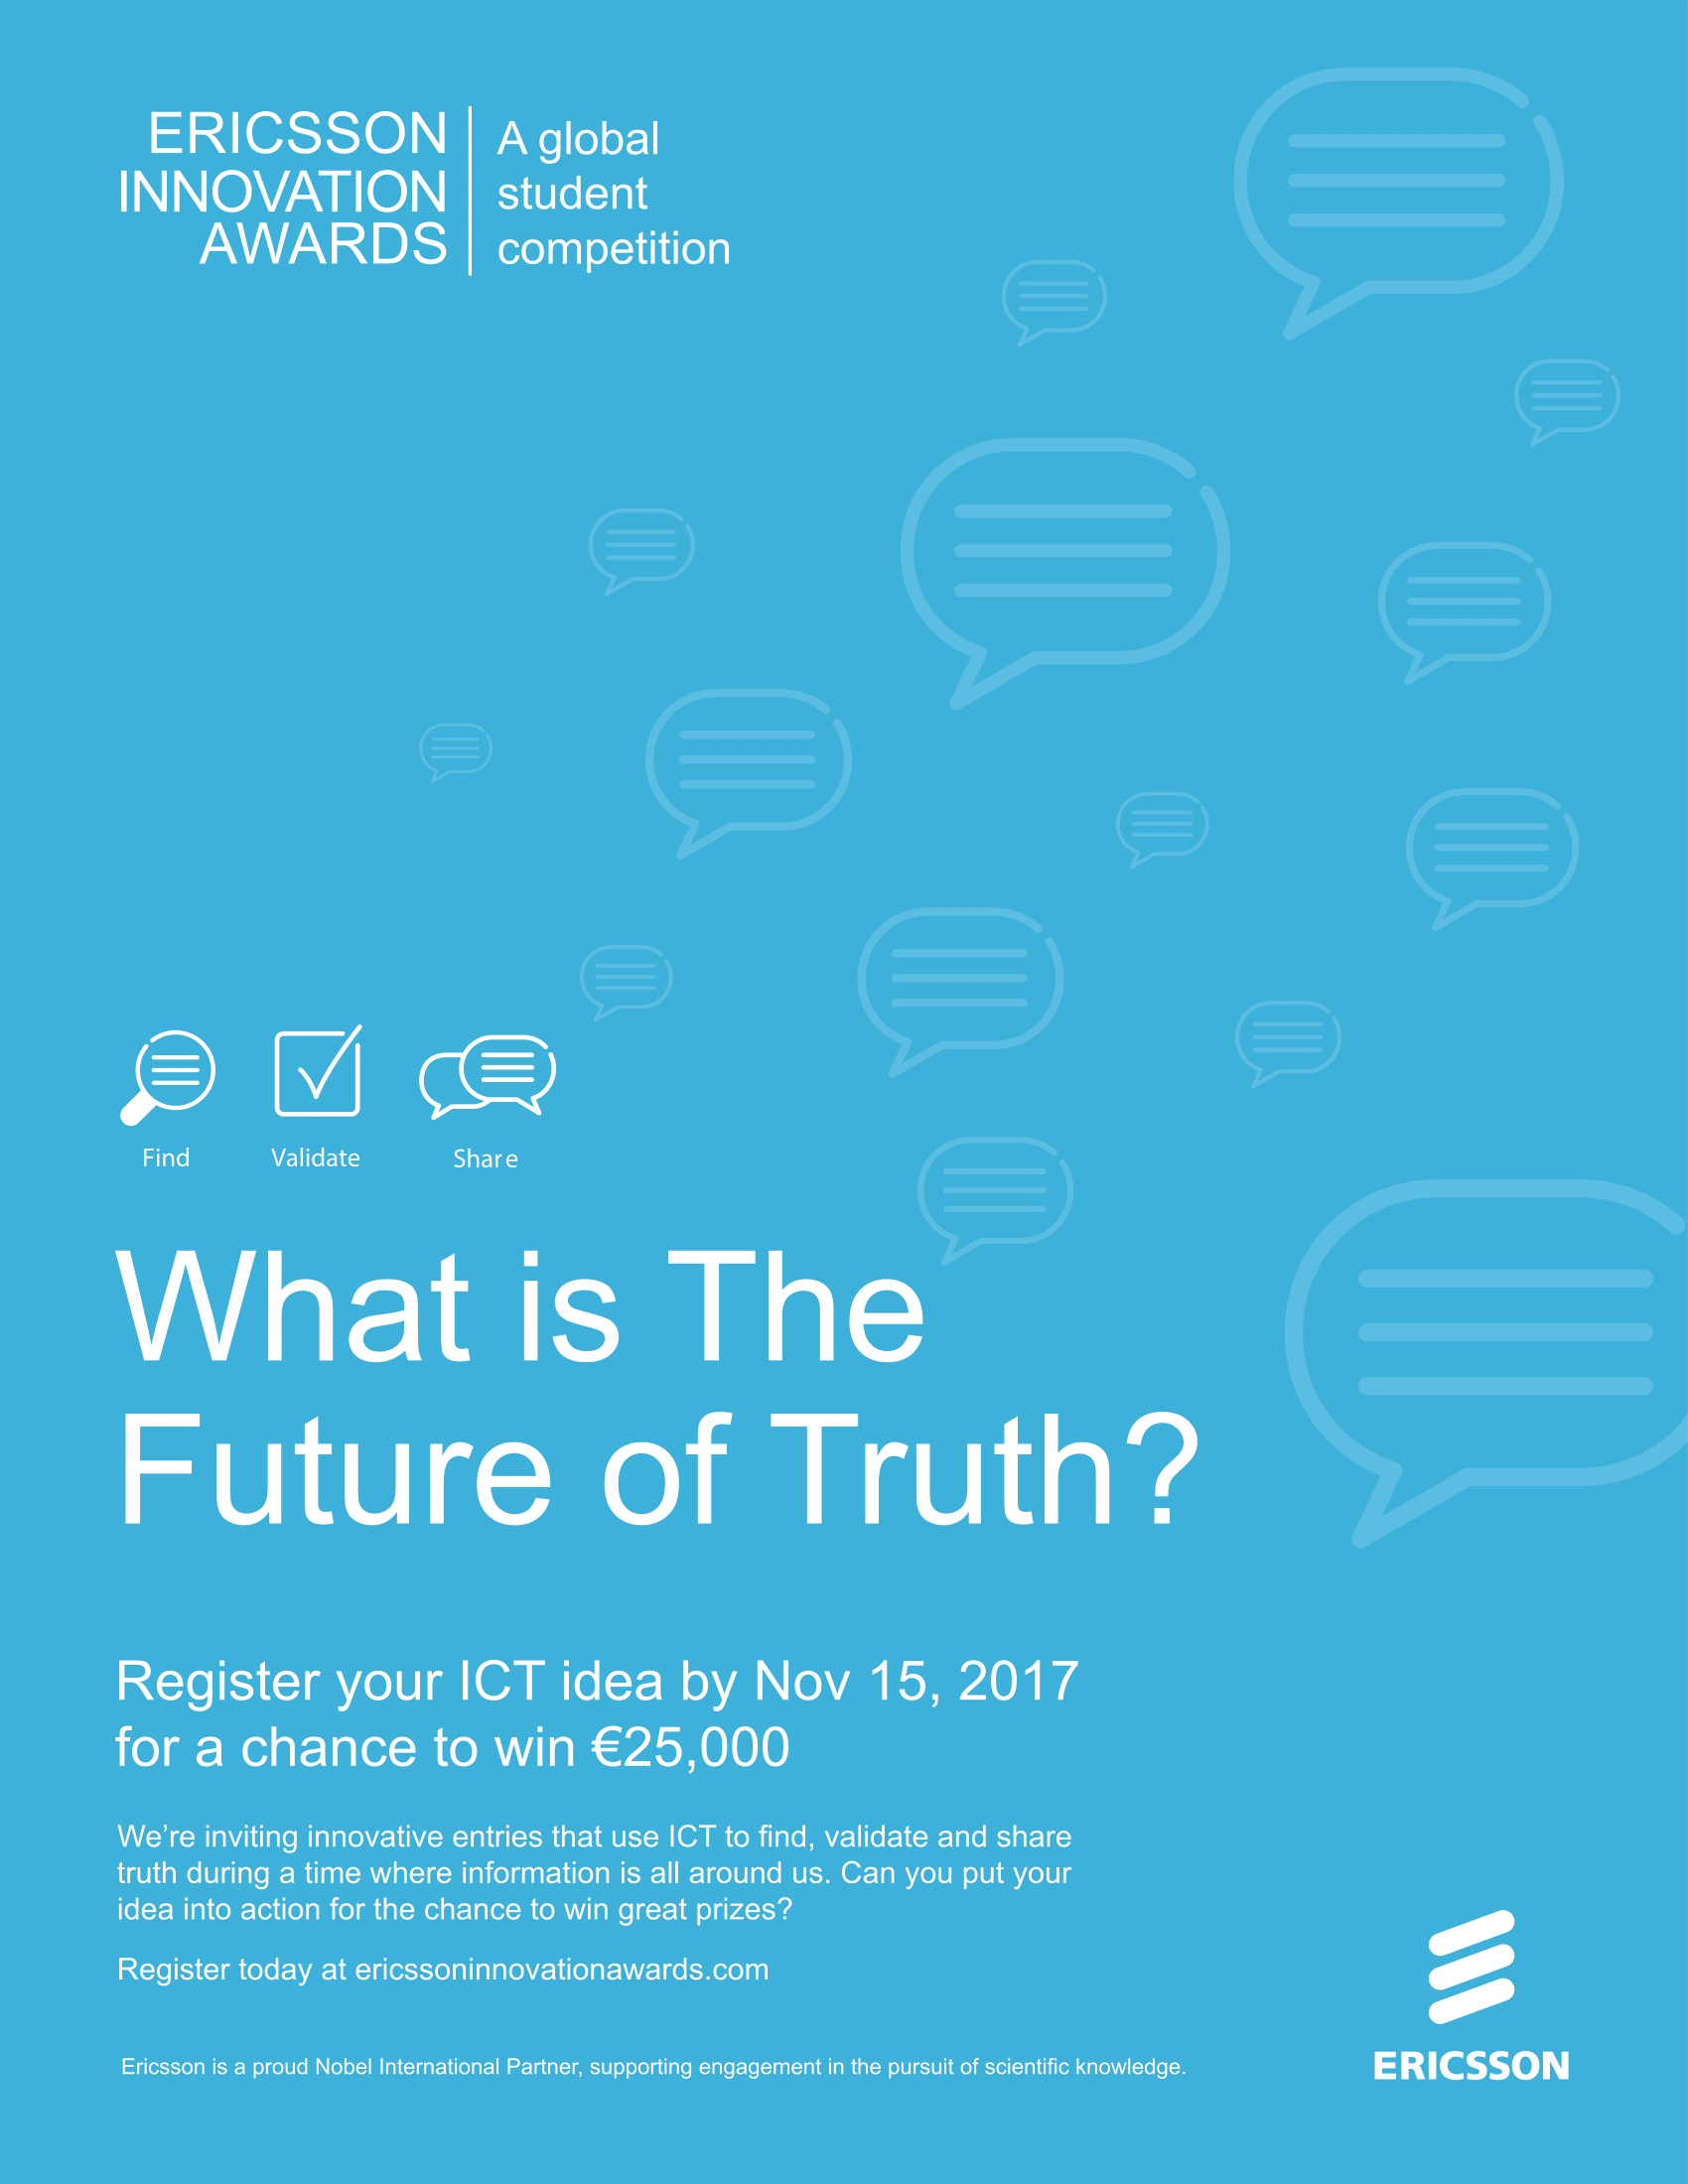 ERICSSON
INNOVATION
AWARDS
A global
student
competition
Find
Validate
Share
What is The
Future of Truth?
Register your ICT idea by Nov 15, 2017
for a chance to win €25,000
We’re inviting innovative entries that use ICT to find, validate and share
truth during a time where information is all around us. Can you put your
idea into action for the chance to win great prizes?
Register today at ericssoninnovationawards.com
Ericsson is a proud Nobel International Partner, supporting engagement in the pursuit of scientific knowledge.
ERICSSON